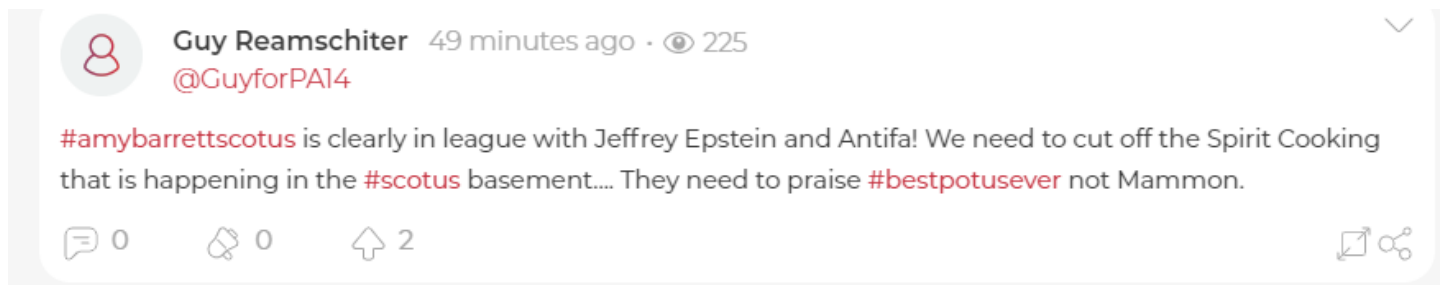 Guy Reamschiter 49 minutes ago · 225
@GuyforPA14
#amybarrettscotus is clearly in league with Jeffrey Epstein and Antifa! We need to cut off the Spirit Cooking
that is happening in the #scotus basement.... They need to praise #bestpotusever not Mammon.
0 0 2